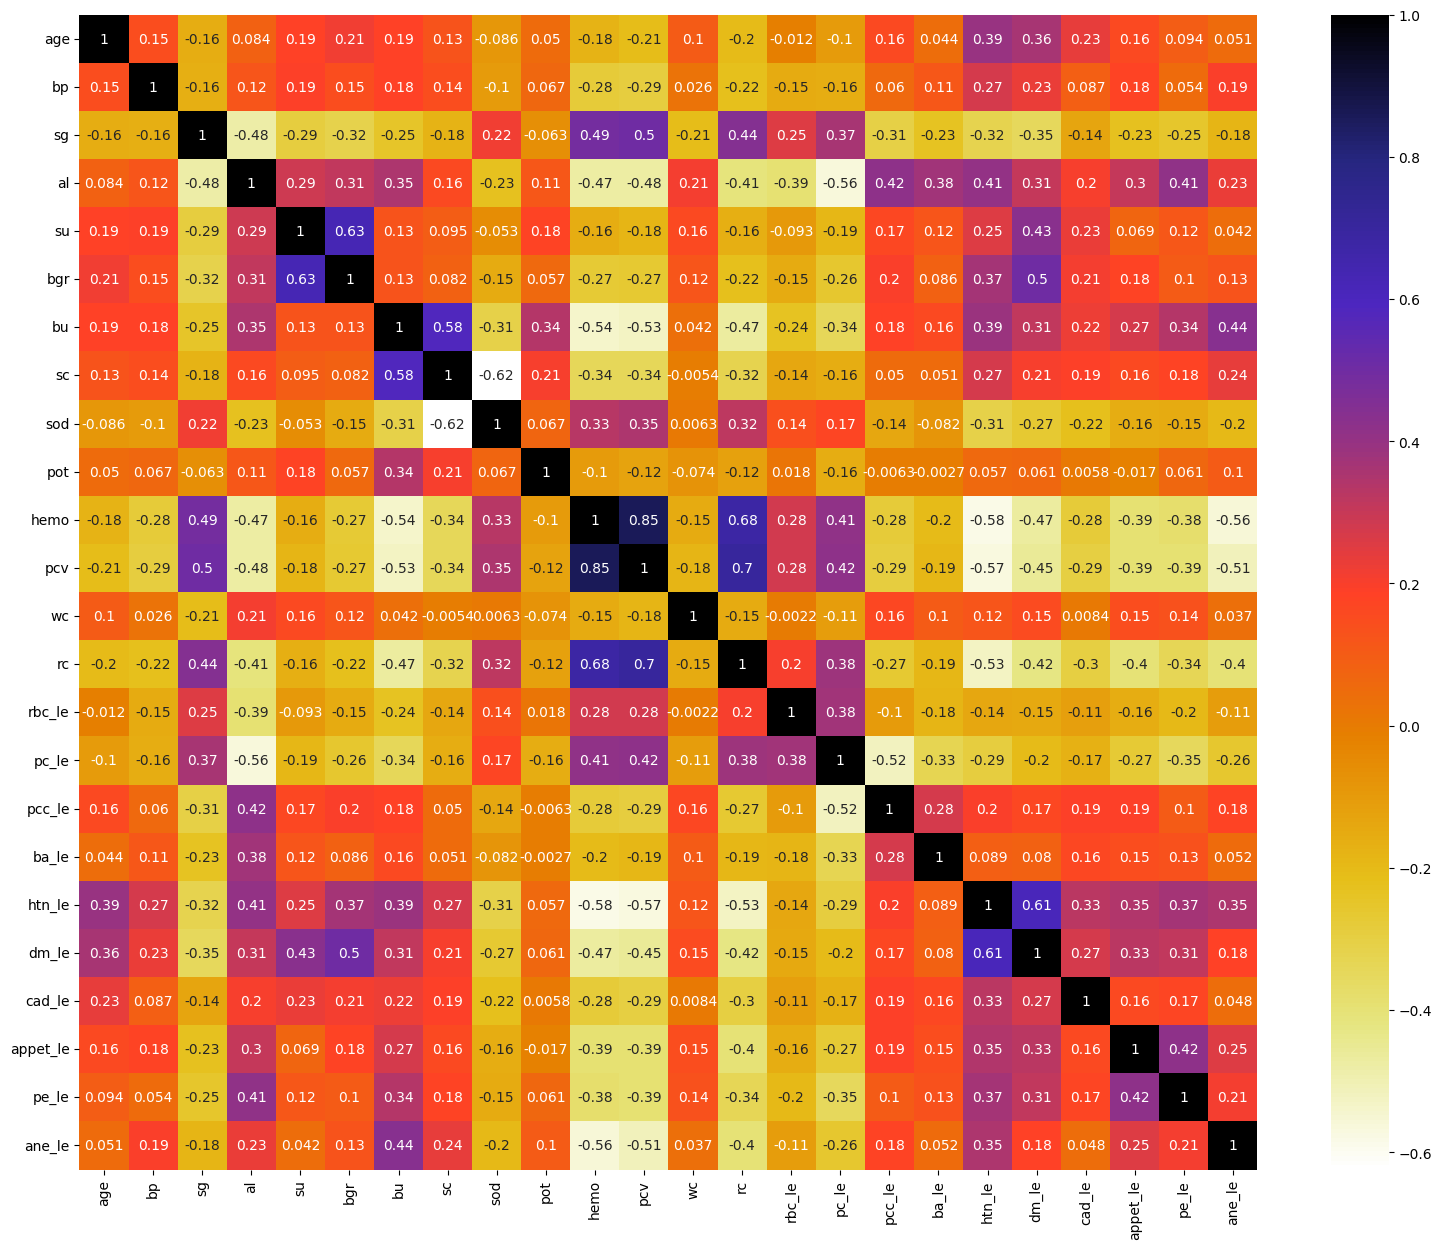 age 1 0.15 -0.16 0.084 0.19 0.21 0.19 0.13 -0.086 0.05 -0.18 -0.21 0.1 -0.2 -0.012 -0.1 0.16 0.044 0.39 0.36 0.23 0.16 0.094 0.051 1.0
bp 0.15 1 -0.16 0.12 0.19 0.15 0.18 0.14 -0.1 0.067 -0.28 -0.29 0.026 -0.22 -0.15 -0.16 0.06 0.11 0.27 0.23 0.087 0.18 0.054 0.19
sg -0.16 -0.16 1 -0.48 -0.29 -0.32 -0.25 -0.18 0.22 -0.063 0.49 0.5 -0.21 0.44 0.25 0.37 -0.31 -0.23 -0.32 -0.35 -0.14 -0.23 -0.25 -0.18
al 0.084 0.12 -0.48 1 0.29 0.31 0.35 0.16 -0.23 0.11 -0.47 -0.48 0.21 -0.41 -0.39 -0.56 0.42 0.38 0.41 0.31 0.2 0.3 0.41 0.23 0.8
su 0.19 0.19 -0.29 0.29 1 0.63 0.13 0.095 -0.053 0.18 -0.16 -0.18 0.16 -0.16 -0.093 -0.19 0.17 0.12 0.25 0.43 0.23 0.069 0.12 0.042
bgr 0.21 0.15 -0.32 0.31 0.63 1 0.13 0.082 -0.15 0.057 -0.27 -0.27 0.12 -0.22 -0.15 -0.26 0.2 0.086 0.37 0.5 0.21 0.18 0.1 0.13
bu 0.19 0.18 -0.25 0.35 0.13 0.13 1 0.58 -0.31 0.34 -0.54 -0.53 0.042 -0.47 -0.24 -0.34 0.18 0.16 0.39 0.31 0.22 0.27 0.34 0.44 0.6
sc 0.13 0.14 -0.18 0.16 0.095 0.082 0.58 1 -0.62 0.21 -0.34 -0.34 -0.0054 -0.32 -0.14 -0.16 0.05 0.051 0.27 0.21 0.19 0.16 0.18 0.24
sod -0.086 -0.1 0.22 -0.23 -0.053 -0.15 -0.31 -0.62 1 0.067 0.33 0.35 0.0063 0.32 0.14 0.17 -0.14 -0.082 -0.31 -0.27 -0.22 -0.16 -0.15 -0.2 0.4
pot 0.05 0.067 -0.063 0.11 0.18 0.057 0.34 0.21 0.067 1 -0.1 -0.12 -0.074 -0.12 0.018 -0.16 -0.0063 -0.0027 0.057 0.061 0.0058 -0.017 0.061 0.1
hemo -0.18 -0.28 0.49 -0.47 -0.16 -0.27 -0.54 -0.34 0.33 -0.1 1 0.85 -0.15 0.68 0.28 0.41 -0.28 -0.2 -0.58 -0.47 -0.28 -0.39 -0.38 -0.56
pcv -0.21 -0.29 0.5 -0.48 -0.18 -0.27 -0.53 -0.34 0.35 -0.12 0.85 1 -0.18 0.7 0.28 0.42 -0.29 -0.19 -0.57 -0.45 -0.29 -0.39 -0.39 -0.51
wc 0.1 0.026 -0.21 0.21 0.16 0.12 0.042 -0.0054 0.0063 -0.074 -0.15 -0.18 1 -0.15 -0.0022 -0.11 0.16 0.1 0.12 0.15 0.0084 0.15 0.14 0.037 0.2
rc -0.2 -0.22 0.44 -0.41 -0.16 -0.22 -0.47 -0.32 0.32 -0.12 0.68 0.7 -0.15 1 0.2 0.38 -0.27 -0.19 -0.53 -0.42 -0.3 -0.4 -0.34 -0.4
rbc_le -0.012 -0.15 0.25 -0.39 -0.093 -0.15 -0.24 -0.14 0.14 0.018 0.28 0.28 -0.0022 0.2 1 0.38 -0.1 -0.18 -0.14 -0.15 -0.11 -0.16 -0.2 -0.11 0.0
pc_le -0.1 -0.16 0.37 -0.56 -0.19 -0.26 -0.34 -0.16 0.17 -0.16 0.41 0.42 -0.11 0.38 0.38 1 -0.52 -0.33 -0.29 -0.2 -0.17 -0.27 -0.35 -0.26
pcc_le 0.16 0.06 -0.31 0.42 0.17 0.2 0.18 0.05 -0.14 -0.0063 -0.28 -0.29 0.16 -0.27 -0.1 -0.52 1 0.28 0.2 0.17 0.19 0.19 0.1 0.18
ba_le 0.044 0.11 -0.23 0.38 0.12 0.086 0.16 0.051 -0.082 -0.0027 -0.2 -0.19 0.1 -0.19 -0.18 -0.33 0.28 1 0.089 0.08 0.16 0.15 0.13 0.052 -0.2
htn_le 0.39 0.27 -0.32 0.41 0.25 0.37 0.39 0.27 -0.31 0.057 -0.58 -0.57 0.12 -0.53 -0.14 -0.29 0.2 0.089 1 0.61 0.33 0.35 0.37 0.35
dm_le 0.36 0.23 -0.35 0.31 0.43 0.5 0.31 0.21 -0.27 0.061 -0.47 -0.45 0.15 -0.42 -0.15 -0.2 0.17 0.08 0.61 1 0.27 0.33 0.31 0.18
cad_le 0.23 0.087 -0.14 0.2 0.23 0.21 0.22 0.19 -0.22 0.0058 -0.28 -0.29 0.0084 -0.3 -0.11 -0.17 0.19 0.16 0.33 0.27 1 0.16 0.17 0.048 -0.4
appet_le 0.16 0.18 -0.23 0.3 0.069 0.18 0.27 0.16 -0.16 -0.017 -0.39 -0.39 0.15 -0.4 -0.16 -0.27 0.19 0.15 0.35 0.33 0.16 1 0.42 0.25
pe_le 0.094 0.054 -0.25 0.41 0.12 0.1 0.34 0.18 -0.15 0.061 -0.38 -0.39 0.14 -0.34 -0.2 -0.35 0.1 0.13 0.37 0.31 0.17 0.42 1 0.21
ane_le 0.051 0.19 -0.18 0.23 0.042 0.13 0.44 0.24 -0.2 0.1 -0.56 -0.51 0.037 -0.4 -0.11 -0.26 0.18 0.052 0.35 0.18 0.048 0.25 0.21 1 -0.6
age bp sg al su bgr bu sc sod pot hemo pcv wc rc rbc_le pc_le pcc_le ba_le htn_le dm_le cad_le appet_le pe_le ane_le